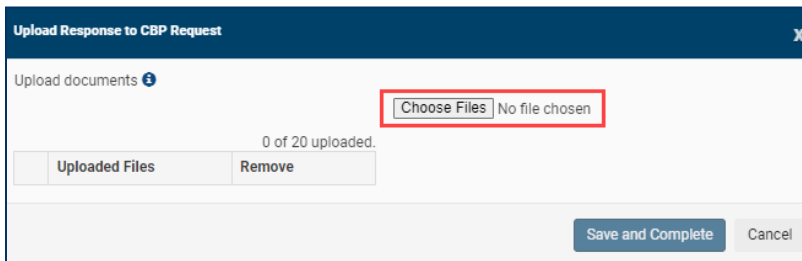 Upload Response to CBP Request
X
Upload documents
Choose Files No file chosen
0 of 20 uploaded.
Uploaded Files Remove
Save and Complete Cancel